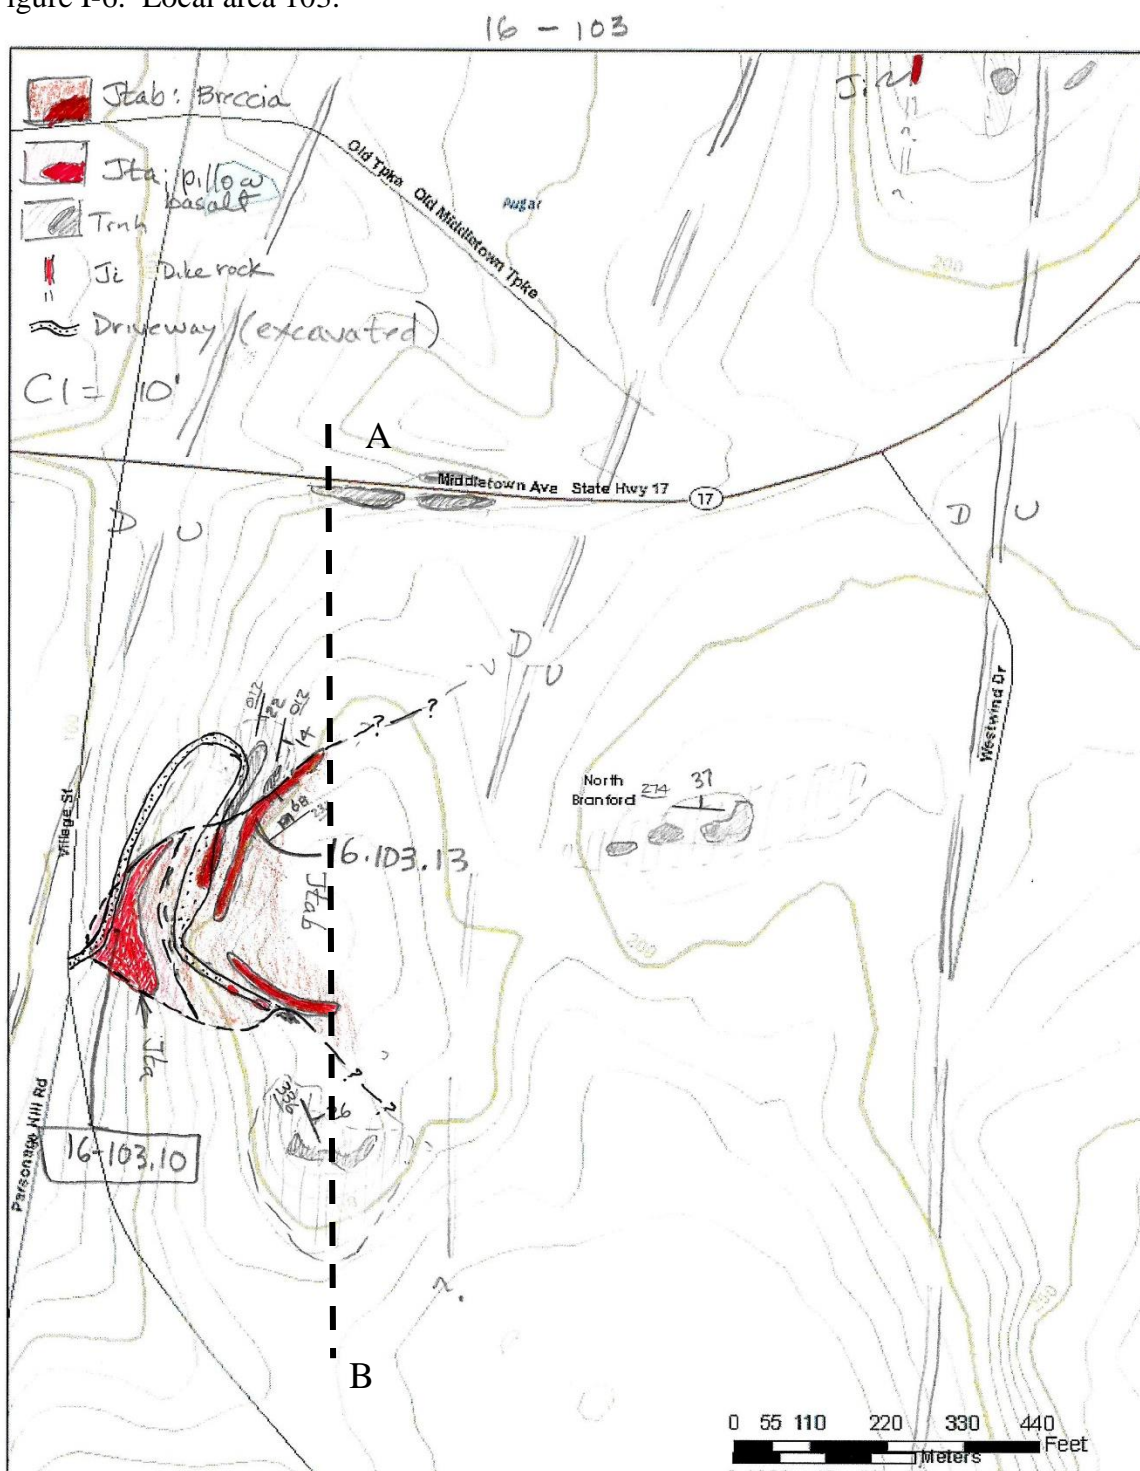 igure I-6. Local area 103.
16 - 103
Jtab: Breccia
Jta; pillow
basalt
Trnh
Ji Dike rock
Driveway (excavated)
CI = 10'
Ji
Old Tpke Old Middletown Tpke
Augar
200
A
Middletown Ave State Hwy 17
17
D U
D U
D
U
U
Westwind Dr
Village St
012
22
012
14
68
23
? ?
16.103.13
Jtab
North
Branford
274
37
200
Jta
Parsonage Hill Rd
16-103.10
336
26
? ?
B
0 55 110 220 330 440
Feet
Meters